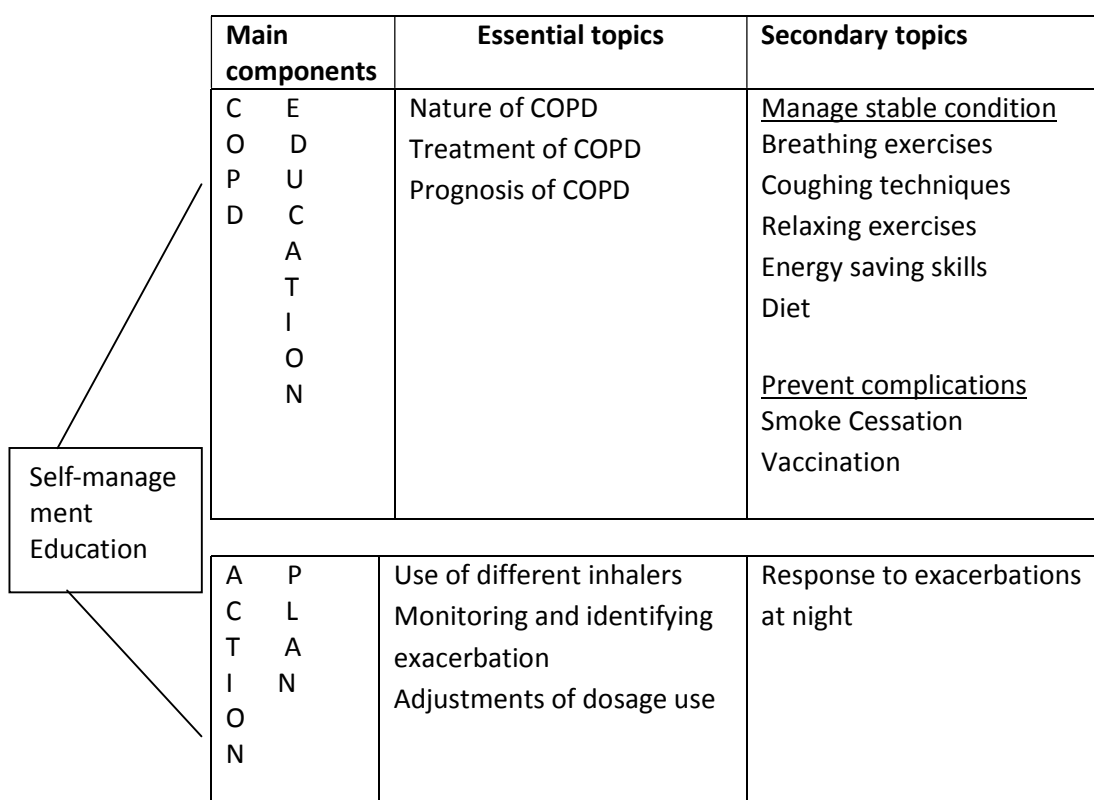 Main components
Essential topics
Secondary topics
C E
O D
P U
D C
A
T
I
O
N
Nature of COPD
Treatment of COPD
Prognosis of COPD
Manage stable condition
Breathing exercises
Coughing techniques
Relaxing exercises
Energy saving skills
Diet
Prevent complications
Smoke Cessation
Vaccination
Self-manage
ment
Education
A P
C L
T A
I N
O
N
Use of different inhalers
Monitoring and identifying
exacerbation
Adjustments of dosage use
Response to exacerbations
at night